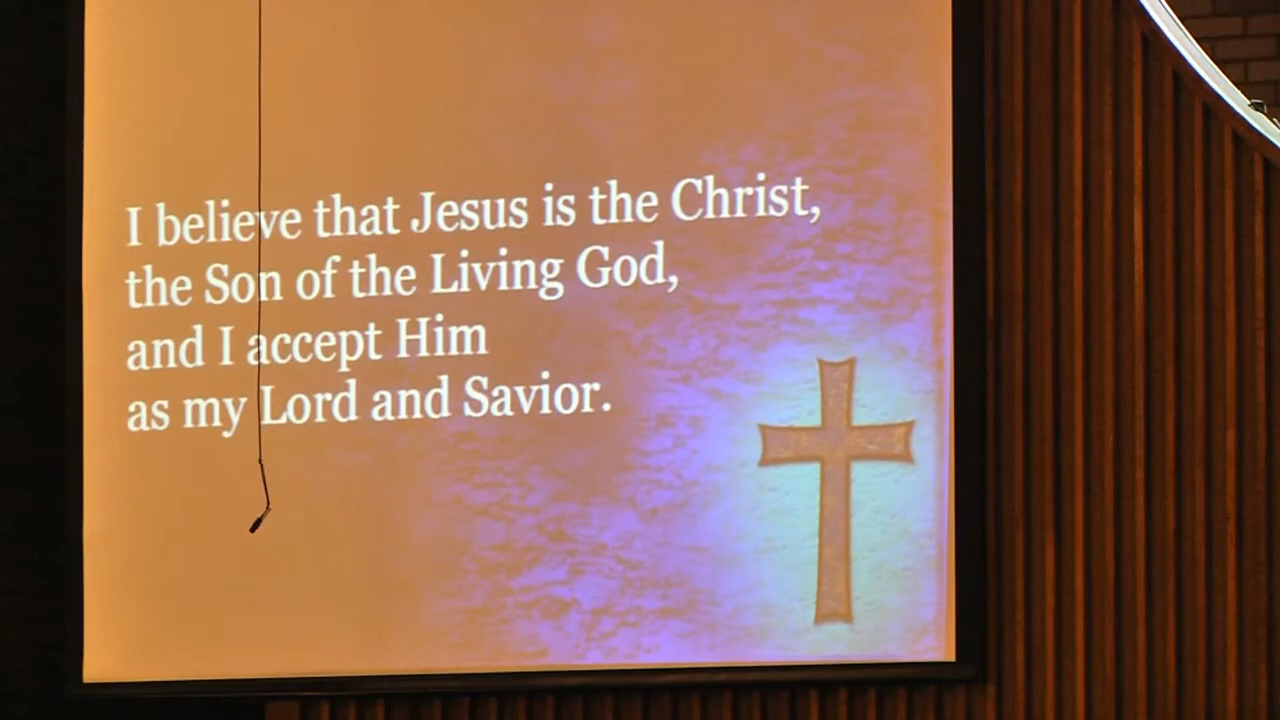 I believe that Jesus is the Christ,
the Son of the Living God,
and I accept Him
as my Lord and Savior.